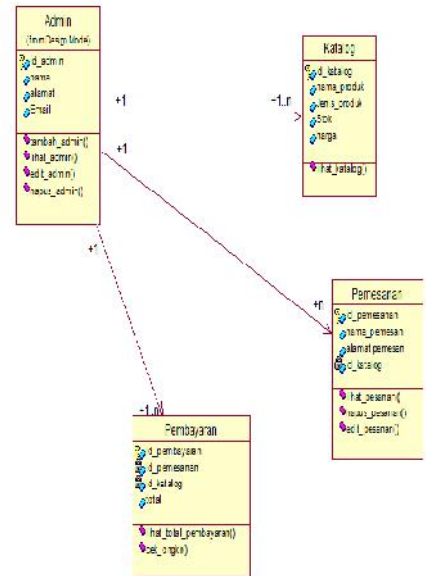 Admin
(from Design Model)
id_admin
nama
alamat
Email
tambah_admin()
lihat_admin()
edit_admin()
hapus_admin()
+1
+1
+1
+1..n
Katalog
id_katalog
nama_produk
Jenis_produk
Stok
harga
lihat_katalog()
+n
Pemesanan
id_pemesanan
nama_pemesan
alamat pemesan
id_katalog
lihat_pesanan()
hapus_pesanan()
edit_pesanan()
+1..n
Pembayaran
id_pembayaran
id_pemesanan
id_katalog
total
lihat_total_pembayaran()
cek_ongkir()